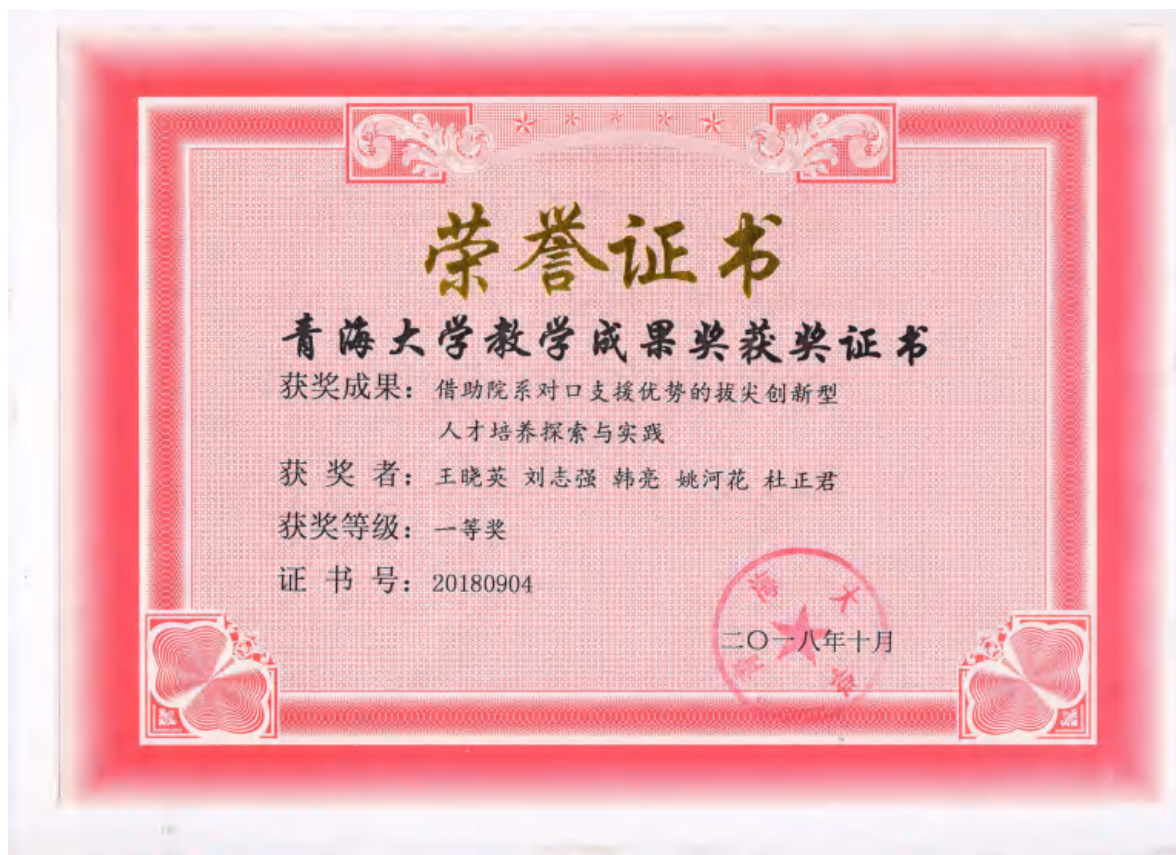 荣誉证书
青海大学教学成果奖获奖证书
获奖成果：借助院系对口支援优势的拔尖创新型
人才培养探索与实践
获 奖 者：王晓英 刘志强 韩亮 姚河花 杜正君
获奖等级：一等奖
证 书 号：20180904
青海大学
二〇一八年十月